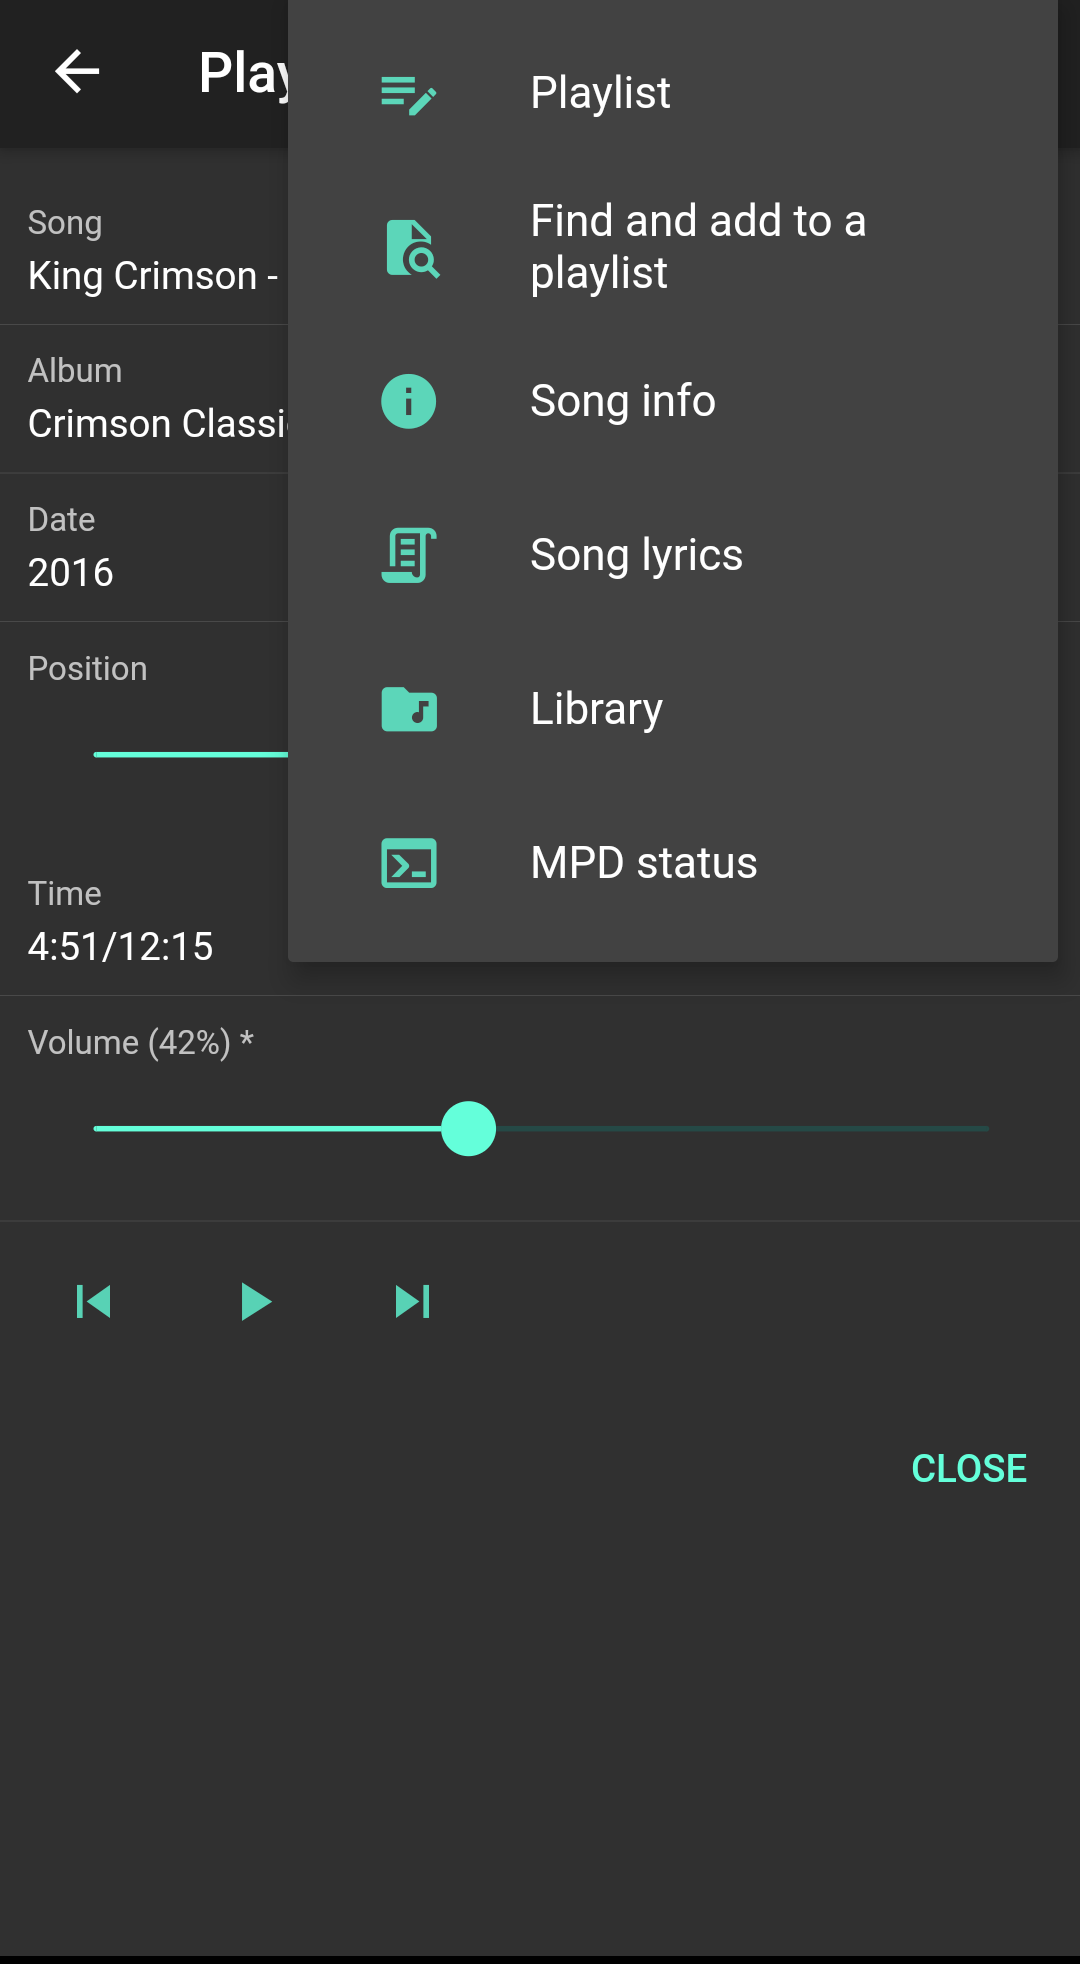 Play
Playlist
Find and add to a
playlist
Song info
Song lyrics
Library
MPD status
Song
King Crimson -
Album
Crimson Classi
Date
2016
Position
Time
4:51/12:15
Volume (42%) *
CLOSE